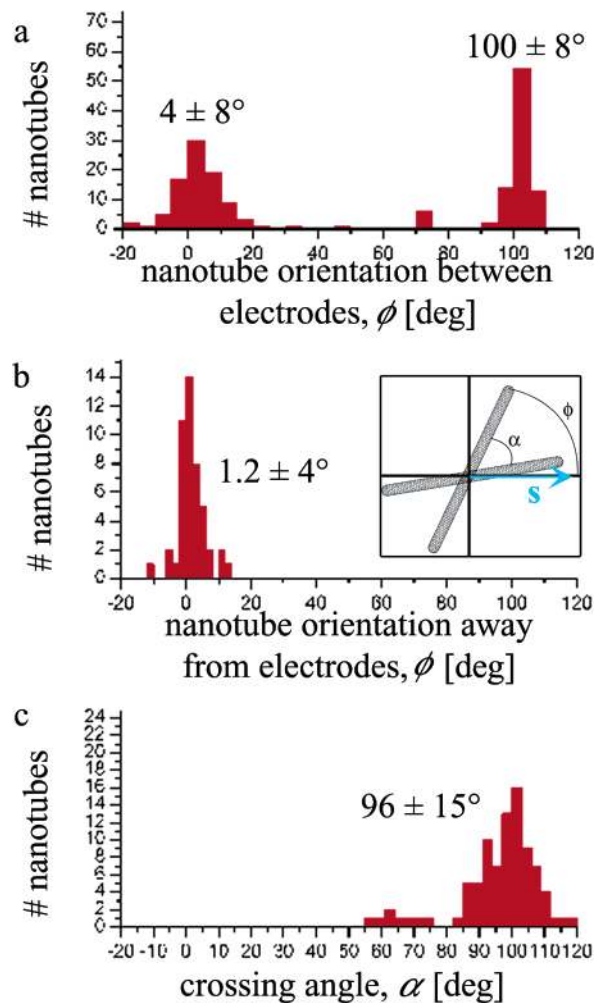 a
70
60
50
40
30
20
10
0
# nanotubes
4 ± 8°
100 ± 8°
-20 0 20 40 60 80 100 120
nanotube orientation between
electrodes, ϕ [deg]
b
14
12
10
8
6
4
2
0
# nanotubes
1.2 ± 4°
α
ϕ
s
-20 0 20 40 60 80 100 120
nanotube orientation away
from electrodes, ϕ [deg]
c
24
22
20
18
16
14
12
10
8
6
4
2
0
# nanotubes
96 ± 15°
-20 -10 0 10 20 30 40 50 60 70 80 90 100 110 120
crossing angle, α [deg]